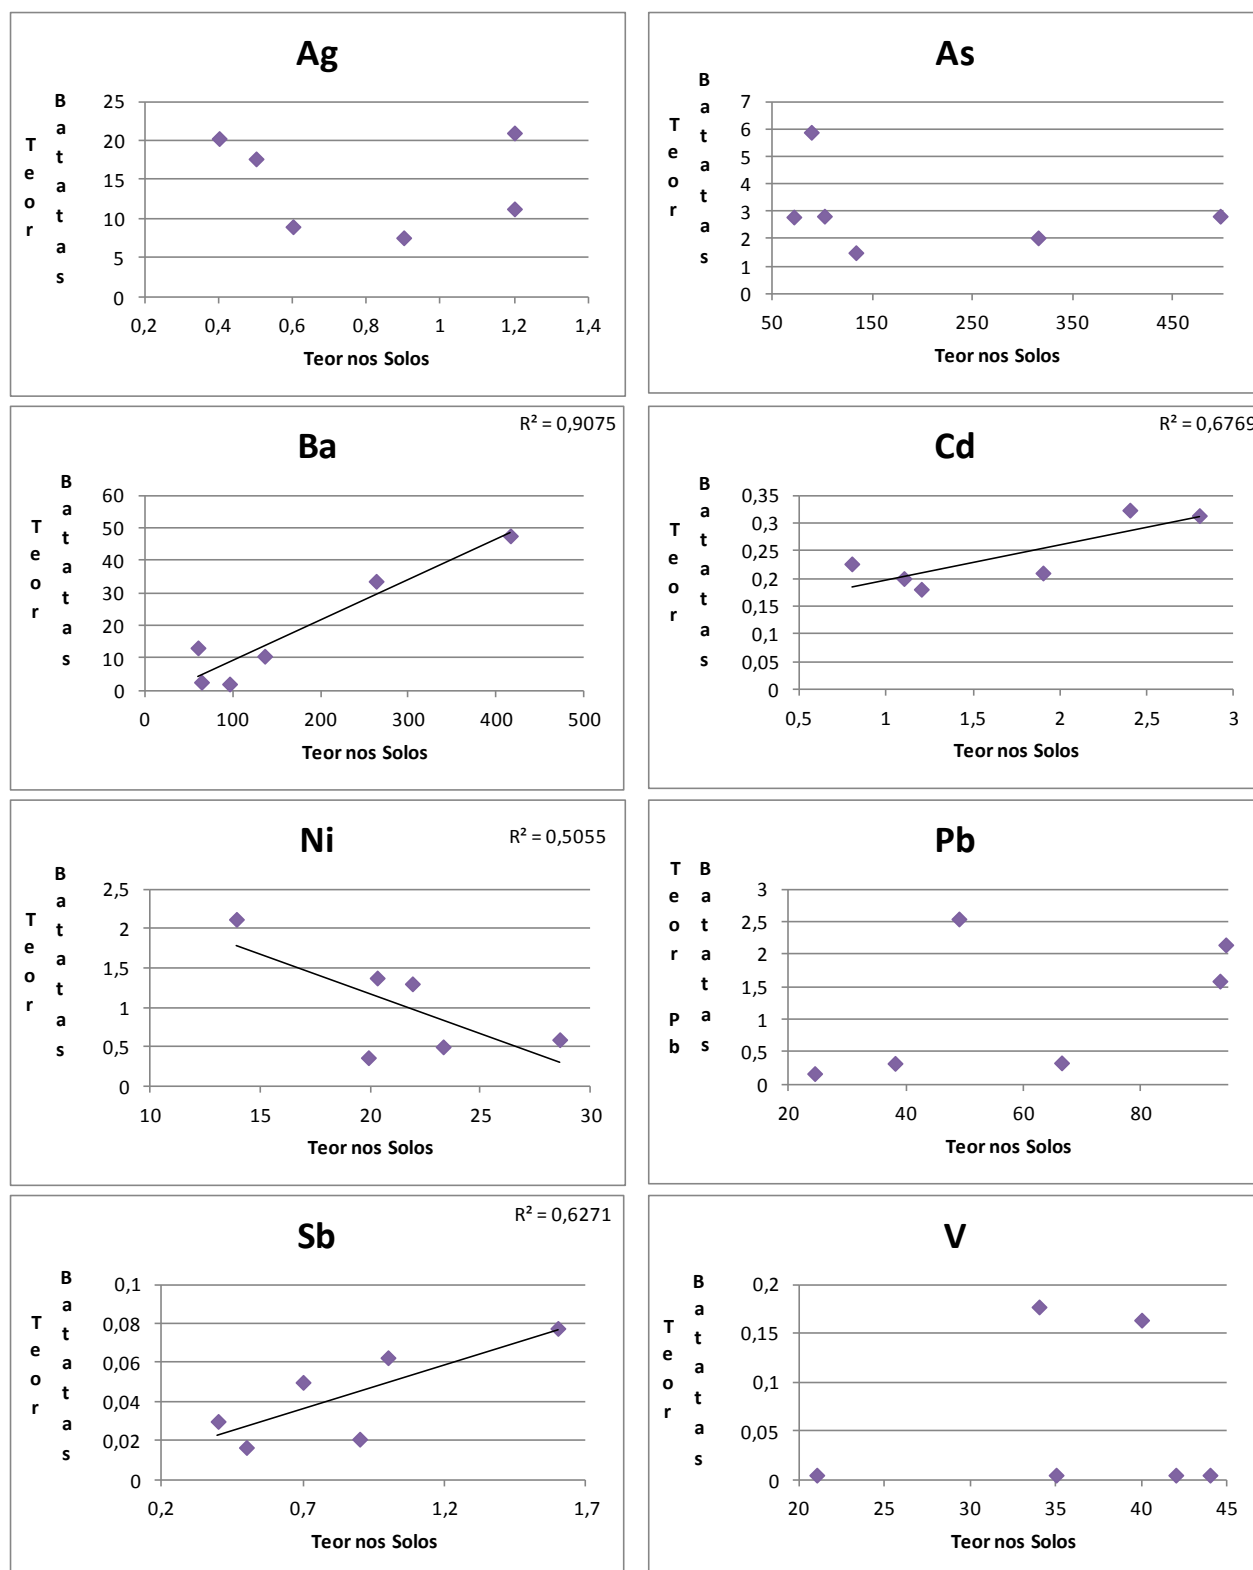 Ag
Teor Batatas
25
20
15
10
5
0
0,2 0,4 0,6 0,8 1 1,2 1,4
Teor nos Solos
As
Teor Batatas
7
6
5
4
3
2
1
0
50 150 250 350 450
Teor nos Solos
R² = 0,9075
Ba
Teor Batatas
60
50
40
30
20
10
0
0 100 200 300 400 500
Teor nos Solos
R² = 0,6769
Cd
Teor Batatas
0,35
0,3
0,25
0,2
0,15
0,1
0,05
0
0,5 1 1,5 2 2,5 3
Teor nos Solos
Ni
R² = 0,5055
Teor Batatas
2,5
2
1,5
1
0,5
0
10 15 20 25 30
Teor nos Solos
Pb
Teor Pb Batatas
3
2,5
2
1,5
1
0,5
0
20 40 60 80
Teor nos Solos
R² = 0,6271
Sb
Teor Batatas
0,1
0,08
0,06
0,04
0,02
0
0,2 0,7 1,2 1,7
Teor nos Solos
V
Teor Batatas
0,2
0,15
0,1
0,05
0
20 25 30 35 40 45
Teor nos Solos